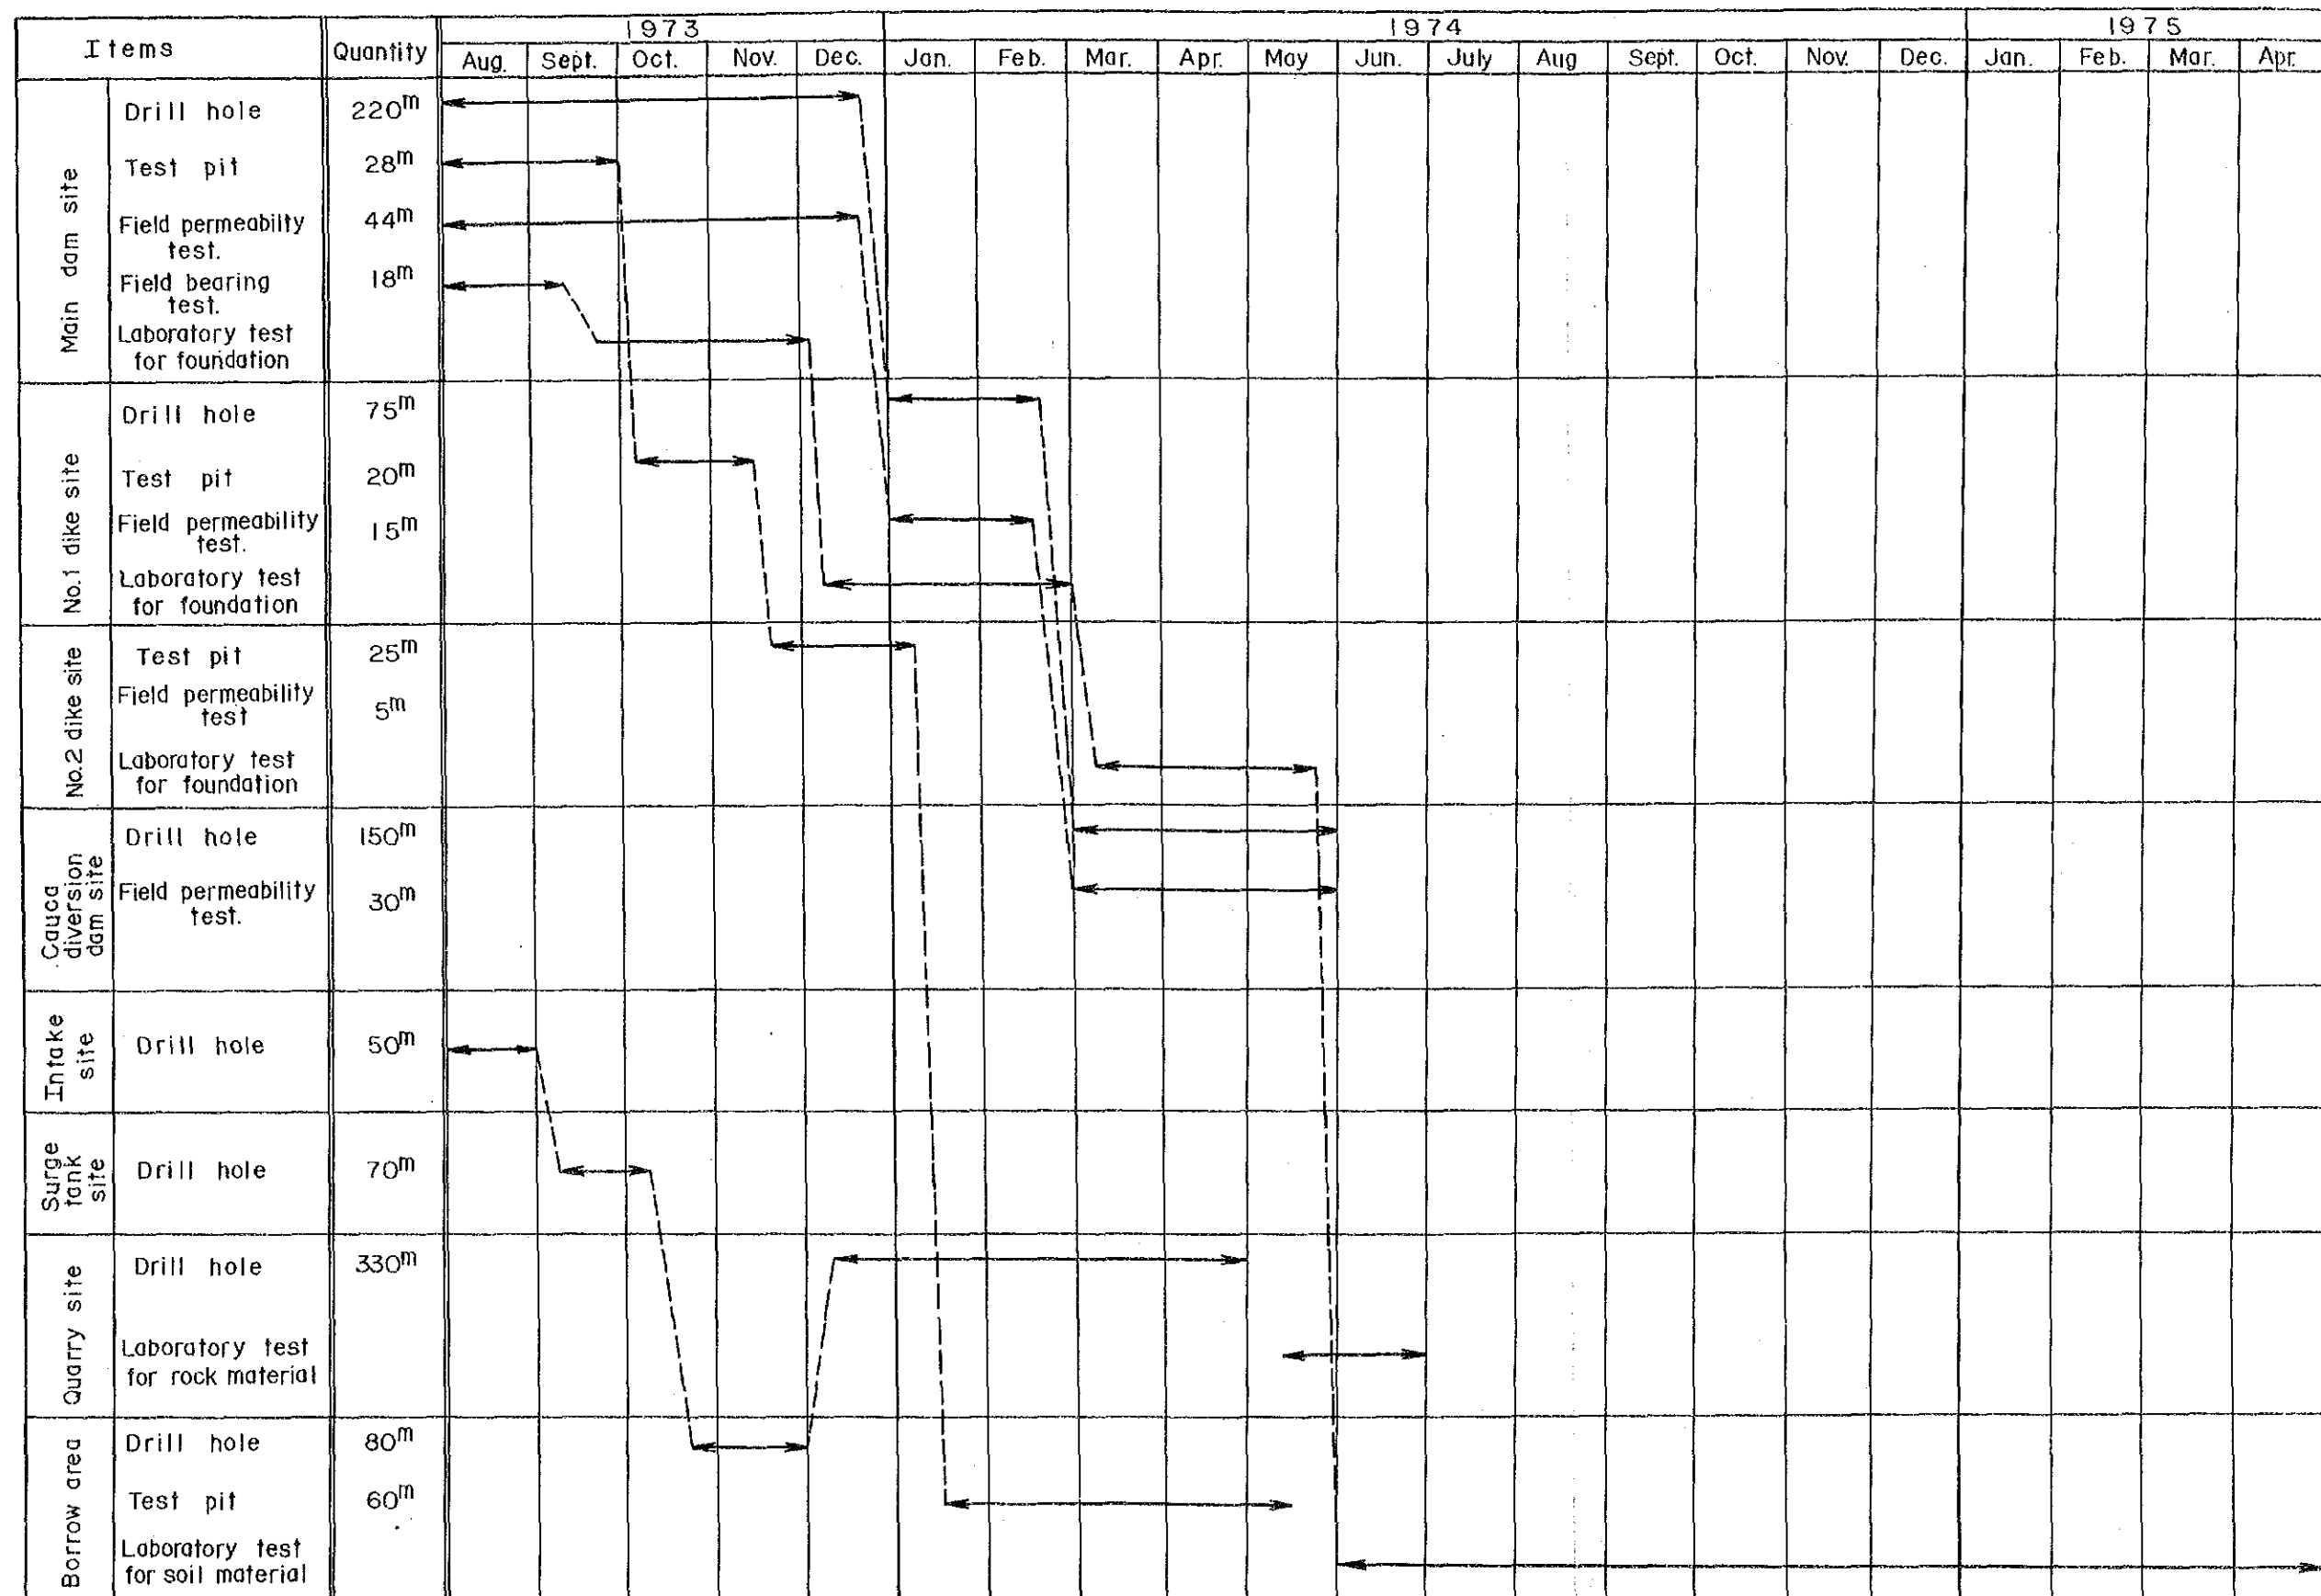 Items Quantity 1973 1974 1975
Aug. Sept. Oct. Nov. Dec. Jan. Feb. Mar. Apr. May Jun. July Aug Sept. Oct. Nov. Dec. Jan. Feb. Mar. Apr.
Main dam site
Drill hole 220m
Test pit 28m
Field permeabilty 44m
test.
Field bearing 18m
test.
Laboratory test
for foundation
No.1 dike site
Drill hole 75m
Test pit 20m
Field permeability 15m
test.
Laboratory test
for foundation
No.2 dike site
Test pit 25m
Field permeability 5m
test
Laboratory test
for foundation
Cauca
diversion
dam site
Drill hole 150m
Field permeability 30m
test.
Intake
site
Drill hole 50m
Surge
tank
site
Drill hole 70m
Quarry site
Drill hole 330m
Laboratory test
for rock material
Borrow area
Drill hole 80m
Test pit 60m
Laboratory test
for soil material